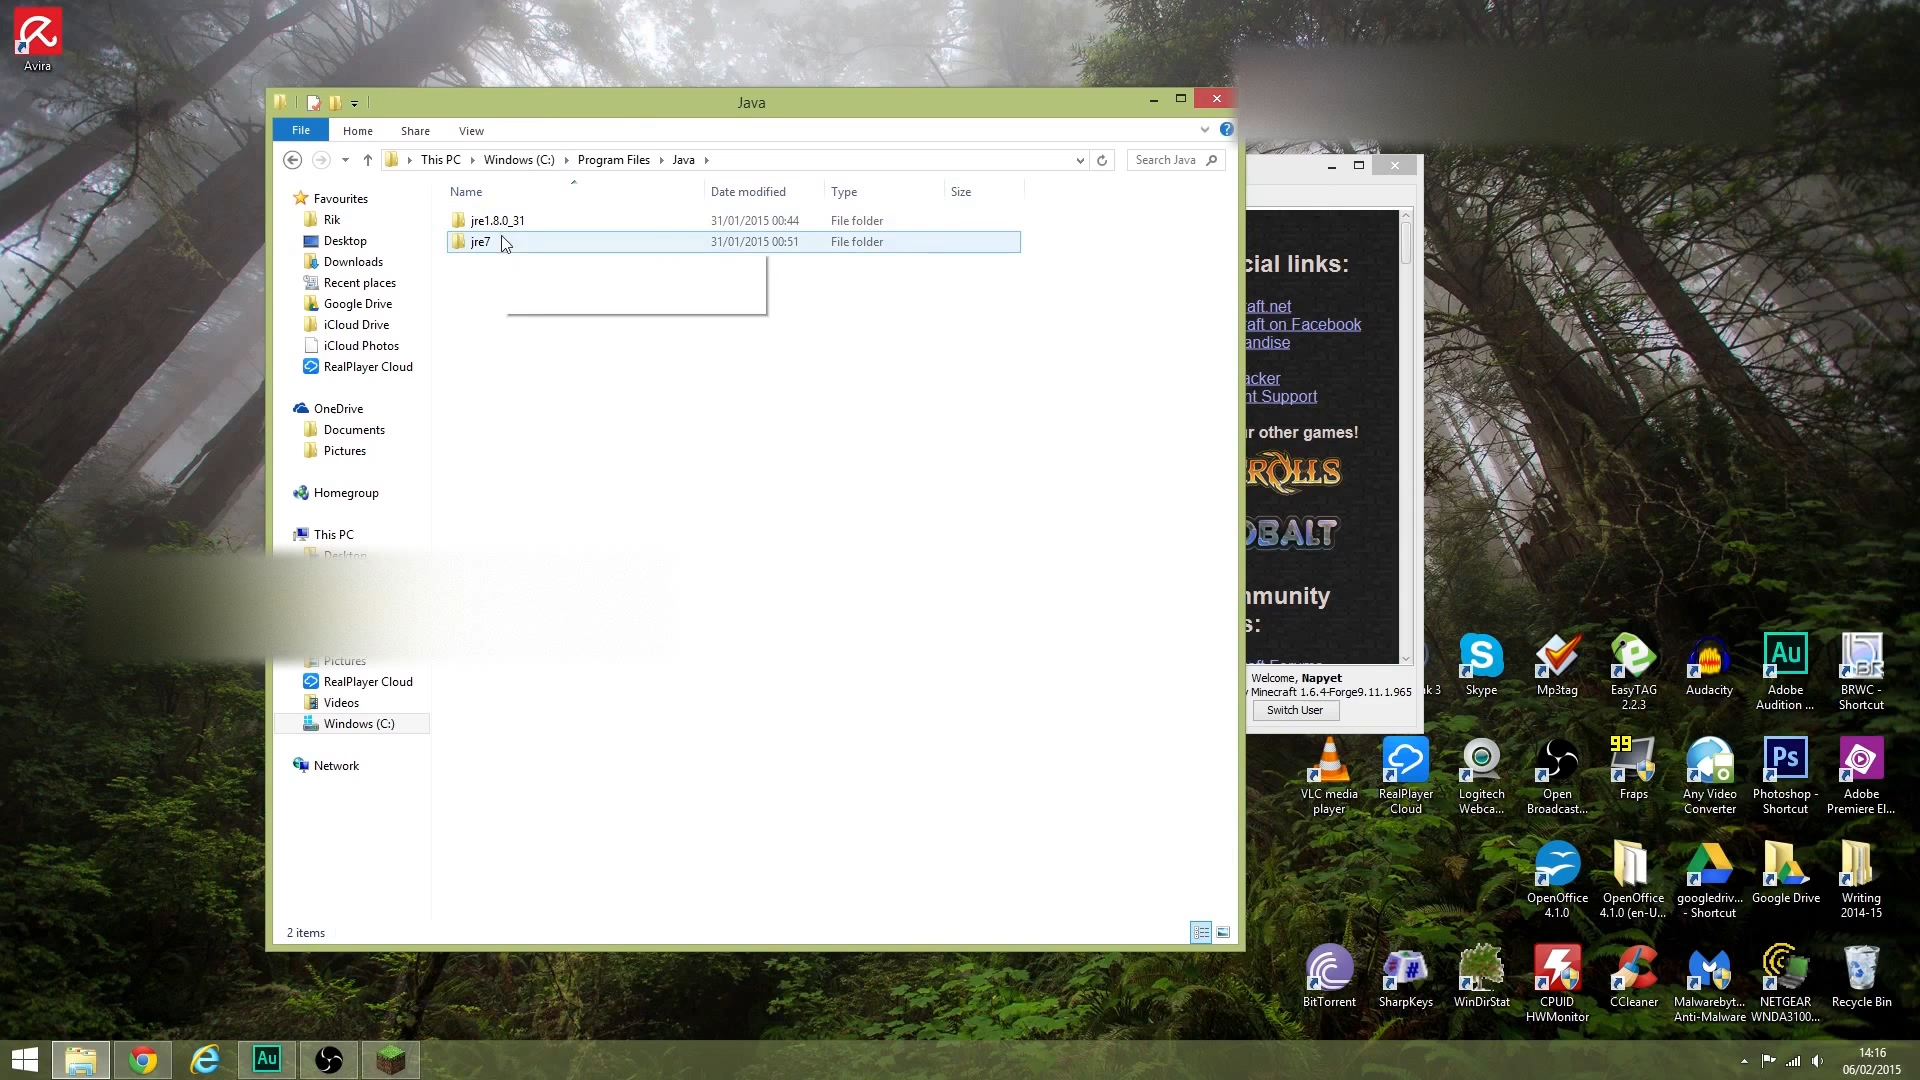 Avira
Java
File
Home
Share
View
This PC
Windows (C:)
Program Files
Java
Search Java
Name
Date modified
Type
Size
jre1.8.0_31
31/01/2015 00:44
File folder
jre7
31/01/2015 00:51
File folder
Favourites
Rik
Desktop
Downloads
Recent places
Google Drive
iCloud Drive
iCloud Photos
RealPlayer Cloud
OneDrive
Documents
Pictures
Homegroup
This PC
Desktop
Pictures
RealPlayer Cloud
Videos
Windows (C:)
Network
2 items
cial links:
aft.net
aft on Facebook
andise
acker
nt Support
r other games!
ROLLS
OBALT
mmunity
s:
Welcome, Napyet
Minecraft 1.6.4-Forge9.11.1.965
Switch User
k 3
Skype
Mp3tag
EasyTAG
2.2.3
Audacity
Au
Adobe
Audition ...
BRWC -
Shortcut
VLC media
player
RealPlayer
Cloud
Logitech
Webca...
Open
Broadcast...
99
Fraps
Any Video
Converter
Ps
Photoshop -
Shortcut
Adobe
Premiere El...
OpenOffice
4.1.0
OpenOffice
4.1.0 (en-U...
googledriv...
- Shortcut
Google Drive
Writing
2014-15
BitTorrent
SharpKeys
WinDirStat
CPUID
HWMonitor
CCleaner
Malwarebyt...
Anti-Malware
NETGEAR
WNDA3100...
Recycle Bin
Au
14:16
06/02/2015